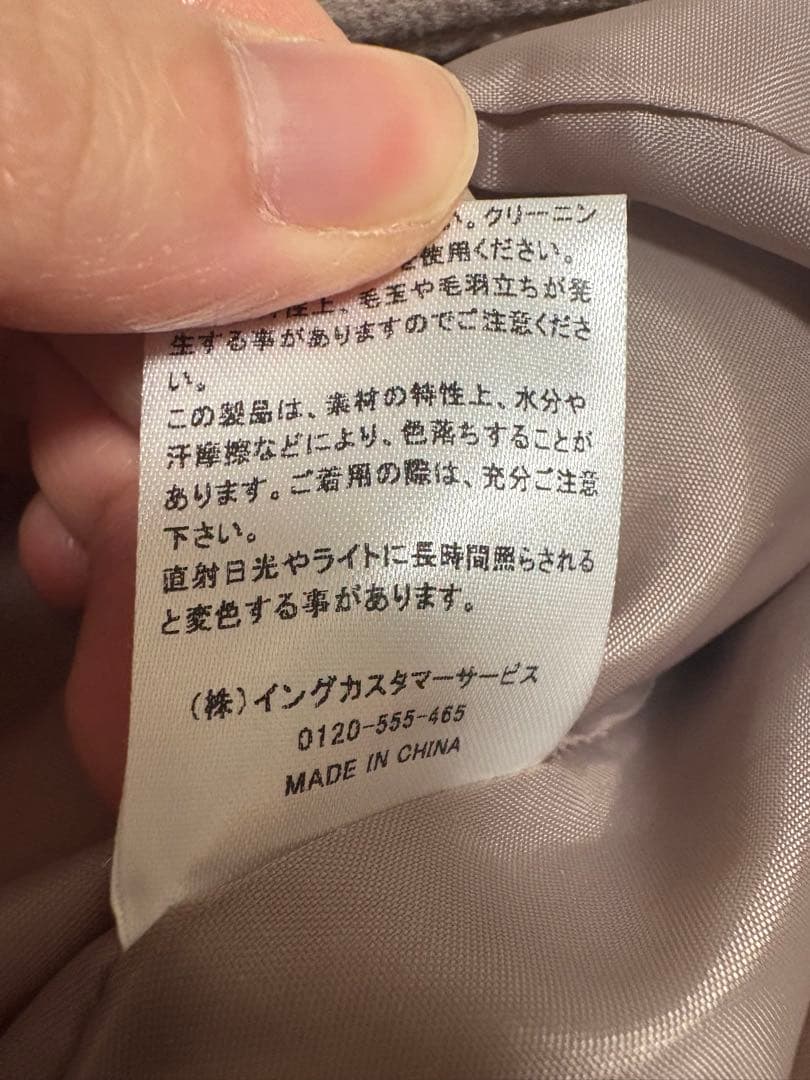 い。クリーニン
使用ください。
性上、毛玉や毛羽立ちが発
生する事がありますのでご注意くださ
い。
この製品は、素材の特性上、水分や
汗摩擦などにより、色落ちすることが
あります。ご着用の際は、充分ご注意
下さい。
直射日光やライトに長時間照らされる
と変色する事があります。
(株)イングカスタマーサービス
0120-555-465
MADE IN CHINA